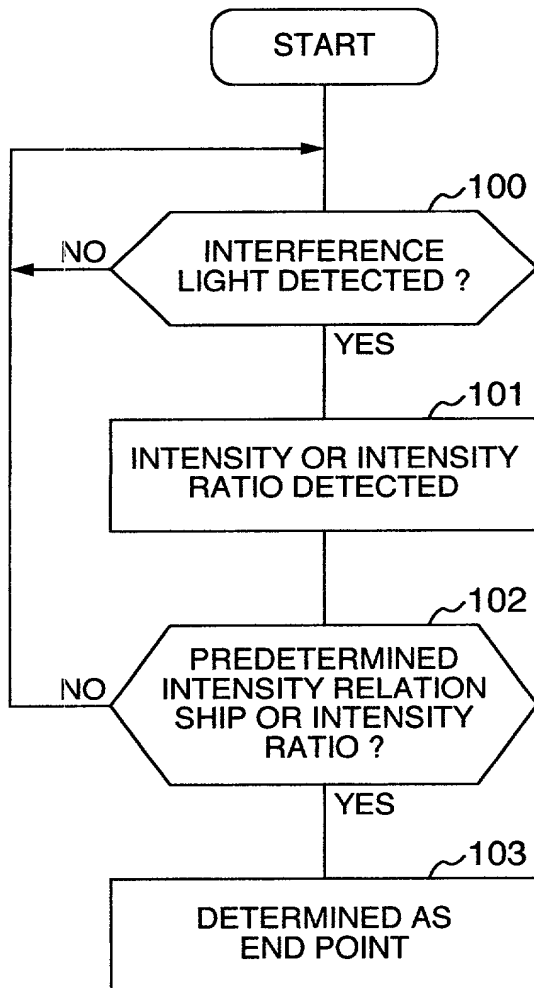 START
100
INTERFERENCE
LIGHT DETECTED ?
NO
YES
101
INTENSITY OR INTENSITY
RATIO DETECTED
102
PREDETERMINED
INTENSITY RELATION
SHIP OR INTENSITY
RATIO ?
NO
YES
103
DETERMINED AS
END POINT